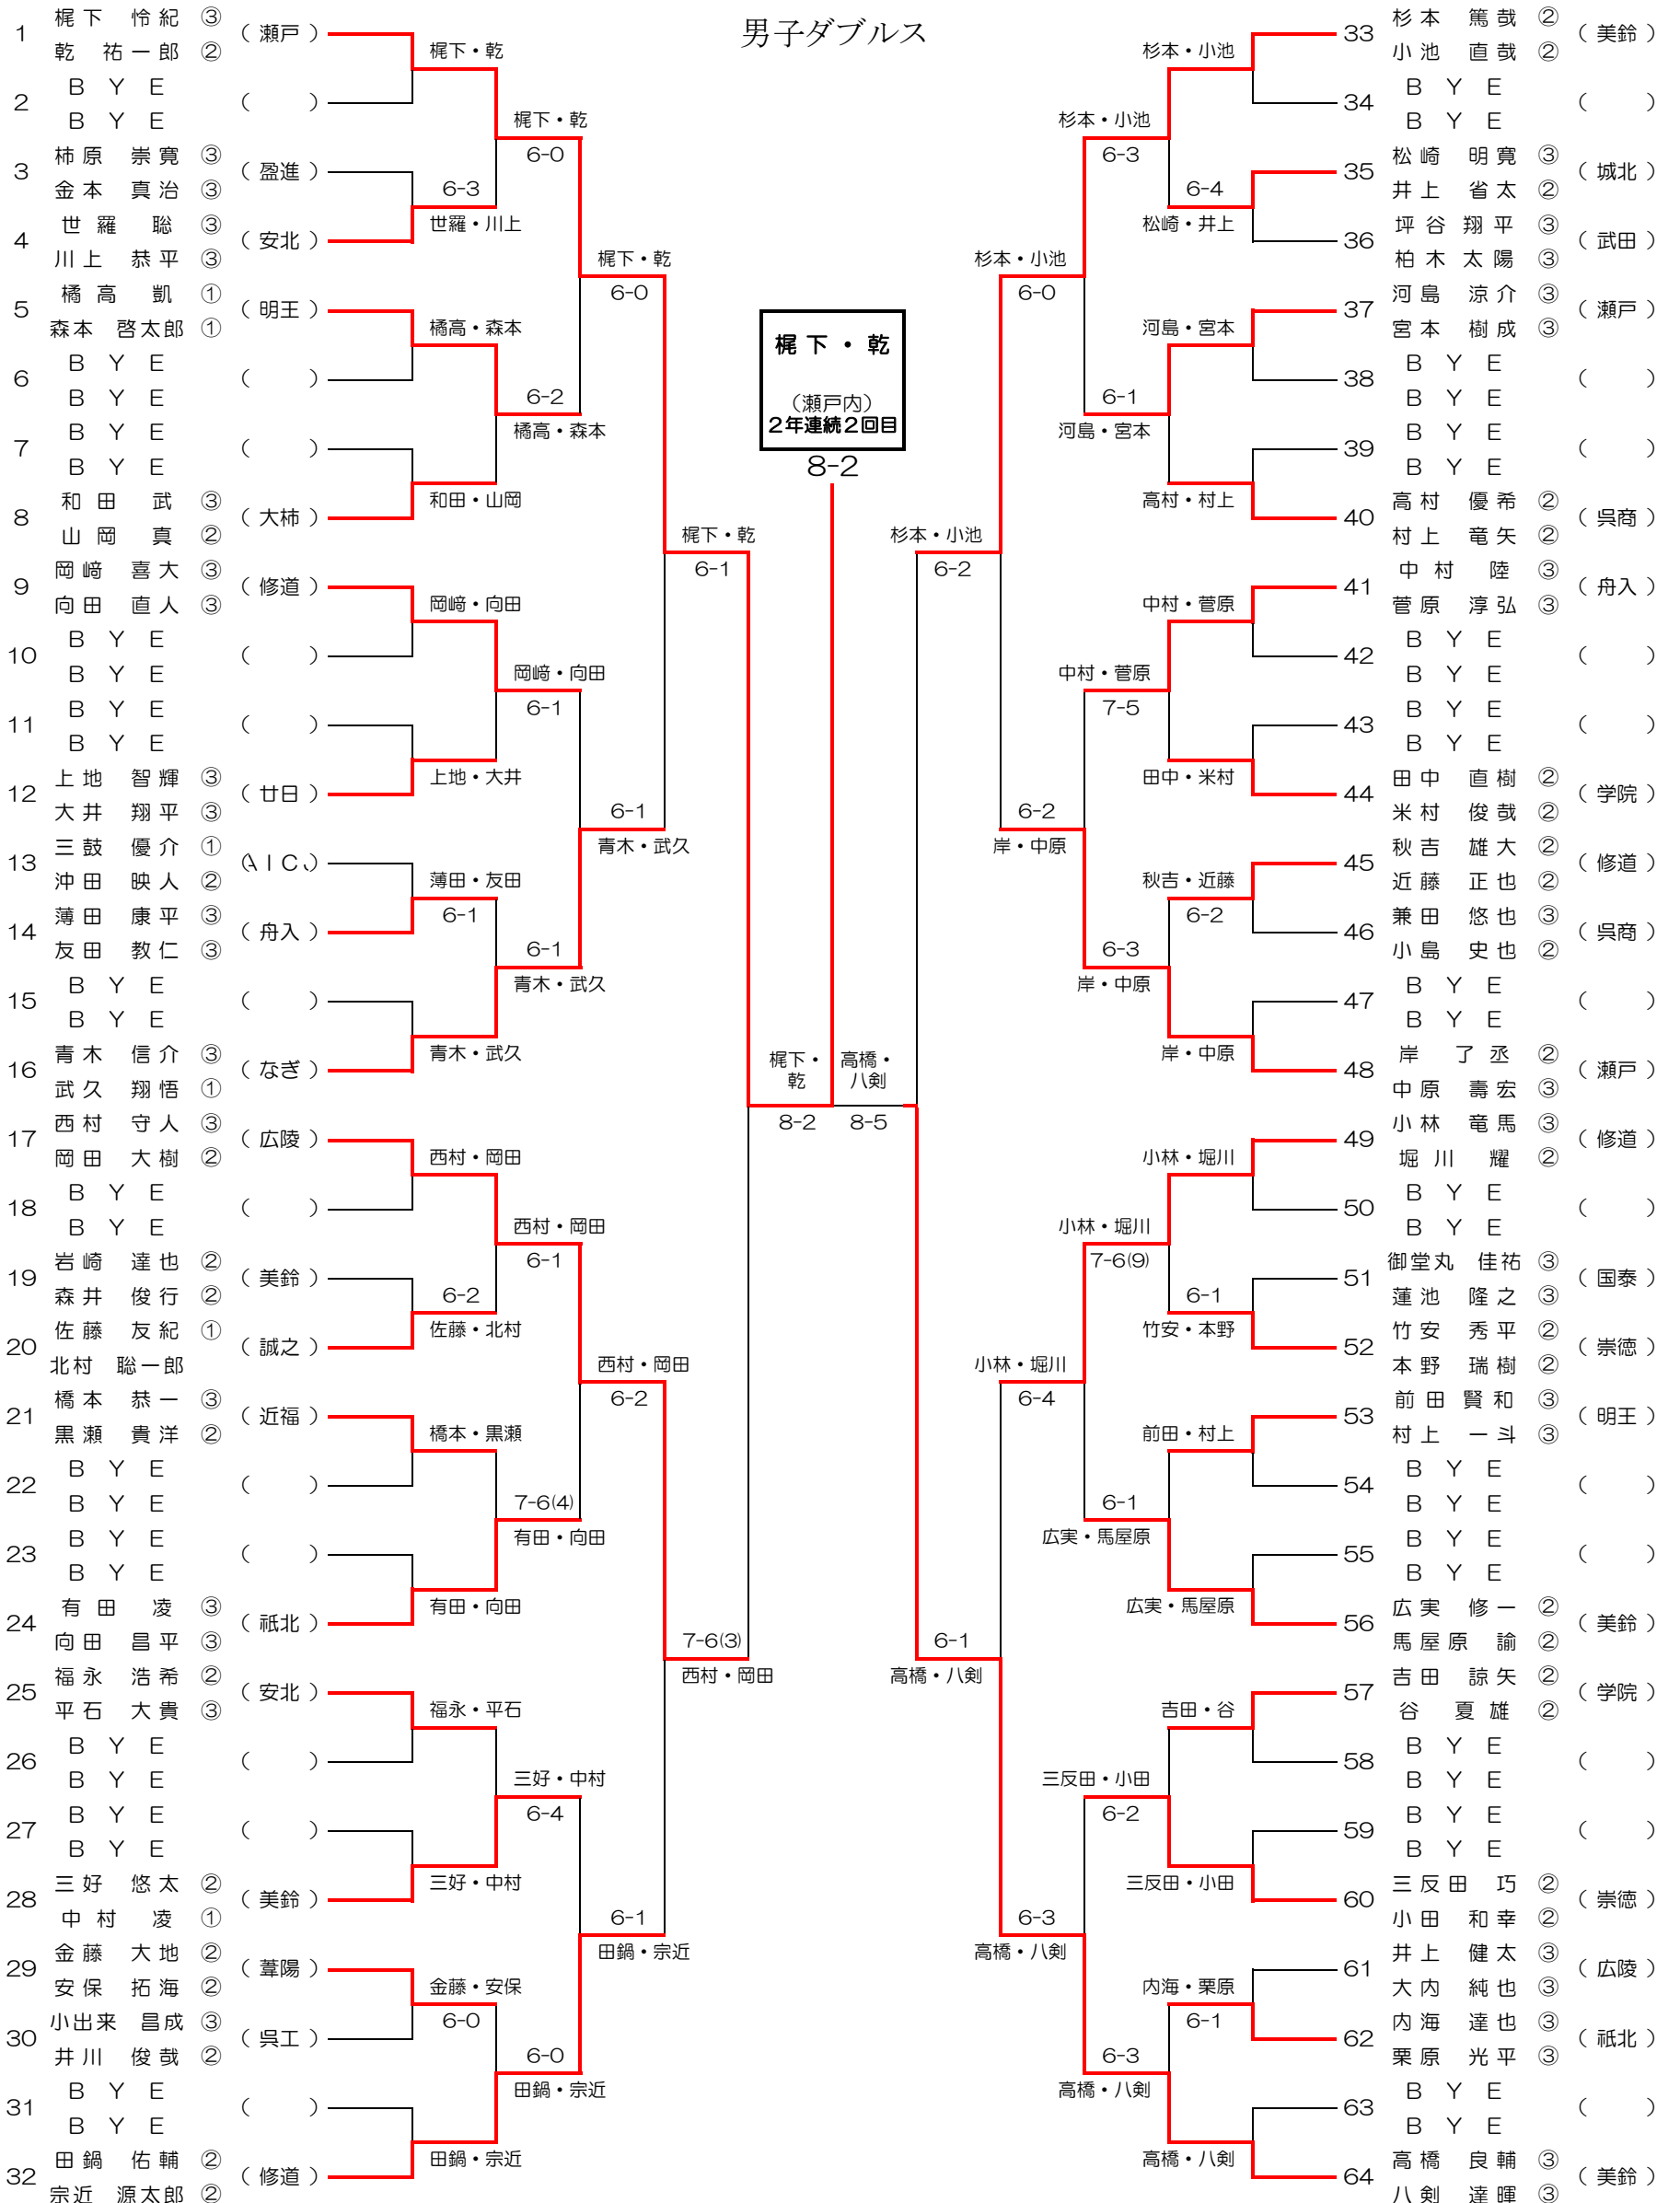 男子ダブルス
1 梶下 怜紀 ③ (瀬戸)
乾 祐一郎 ②
2 BYE ( )
BYE
3 柿原 崇寛 ③ (盈進)
金本 真治 ③
4 世羅 聡 ③ (安北)
川上 恭平 ③
5 橘高 凱 ① (明王)
森本 啓太郎 ①
6 BYE ( )
BYE
7 BYE ( )
BYE
8 和田 武 ③ (大柿)
山岡 真 ②
9 岡﨑 喜大 ③ (修道)
向田 直人 ③
10 BYE ( )
BYE
11 BYE ( )
BYE
12 上地 智輝 ③ (廿日)
大井 翔平 ③
13 三鼓 優介 ① (AICJ)
沖田 映人 ②
14 薄田 康平 ③ (舟入)
友田 教仁 ③
15 BYE ( )
BYE
16 青木 信介 ③ (なぎ)
武久 翔悟 ①
17 西村 守人 ③ (広陵)
岡田 大樹 ②
18 BYE ( )
BYE
19 岩崎 達也 ② (美鈴)
森井 俊行 ②
20 佐藤 友紀 ① (誠之)
北村 聡一郎
21 橋本 恭一 ③ (近福)
黒瀬 貴洋 ②
22 BYE ( )
BYE
23 BYE ( )
BYE
24 有田 凌 ③ (祇北)
向田 昌平 ③
25 福永 浩希 ② (安北)
平石 大貴 ③
26 BYE ( )
BYE
27 BYE ( )
BYE
28 三好 悠太 ② (美鈴)
中村 凌 ①
29 金藤 大地 ② (葦陽)
安保 拓海 ②
30 小出来 昌成 ③ (呉工)
井川 俊哉 ②
31 BYE ( )
BYE
32 田鍋 佑輔 ② (修道)
宗近 源太郎 ②
梶下・乾
6-3
世羅・川上
橘高・森本
和田・山岡
岡﨑・向田
上地・大井
薄田・友田
6-1
青木・武久
西村・岡田
6-2
佐藤・北村
橋本・黒瀬
有田・向田
福永・平石
三好・中村
金藤・安保
6-0
田鍋・宗近
梶下・乾
6-0
6-2
橘高・森本
岡﨑・向田
6-1
6-1
青木・武久
西村・岡田
6-1
7-6(4)
有田・向田
三好・中村
6-4
6-0
田鍋・宗近
梶下・乾
6-0
6-1
青木・武久
西村・岡田
6-2
6-1
田鍋・宗近
梶下・乾
6-1
7-6(3)
西村・岡田
梶下・乾
(瀬戸内)
2年連続2回目
8-2
梶下・
乾
8-2
高橋・
八剣
8-5
杉本・小池
6-2
6-1
高橋・八剣
杉本・小池
6-0
6-2
岸・中原
小林・堀川
6-4
6-3
高橋・八剣
杉本・小池
6-3
6-1
河島・宮本
中村・菅原
7-5
6-3
岸・中原
小林・堀川
7-6(9)
6-1
広実・馬屋原
三反田・小田
6-2
6-3
高橋・八剣
杉本・小池
6-4
松崎・井上
河島・宮本
高村・村上
中村・菅原
田中・米村
秋吉・近藤
6-2
岸・中原
小林・堀川
6-1
竹安・本野
前田・村上
広実・馬屋原
吉田・谷
三反田・小田
内海・栗原
6-1
高橋・八剣
33 杉本 篤哉 ② (美鈴)
小池 直哉 ②
34 BYE ( )
BYE
35 松崎 明寛 ③ (城北)
井上 省太 ②
36 坪谷 翔平 ③ (武田)
柏木 太陽 ③
37 河島 涼介 ③ (瀬戸)
宮本 樹成 ③
38 BYE ( )
BYE
39 BYE ( )
BYE
40 高村 優希 ② (呉商)
村上 竜矢 ②
41 中村 陸 ③ (舟入)
菅原 淳弘 ③
42 BYE ( )
BYE
43 BYE ( )
BYE
44 田中 直樹 ② (学院)
米村 俊哉 ②
45 秋吉 雄大 ② (修道)
近藤 正也 ②
46 兼田 悠也 ③ (呉商)
小島 史也 ②
47 BYE ( )
BYE
48 岸 了丞 ② (瀬戸)
中原 壽宏 ③
49 小林 竜馬 ③ (修道)
堀川 耀 ②
50 BYE ( )
BYE
51 御堂丸 佳祐 ③ (国泰)
蓮池 隆之 ③
52 竹安 秀平 ② (崇徳)
本野 瑞樹 ②
53 前田 賢和 ③ (明王)
村上 一斗 ③
54 BYE ( )
BYE
55 BYE ( )
BYE
56 広実 修一 ② (美鈴)
馬屋原 諭 ②
57 吉田 諒矢 ② (学院)
谷 夏雄 ②
58 BYE ( )
BYE
59 BYE ( )
BYE
60 三反田 巧 ② (崇徳)
小田 和幸 ②
61 井上 健太 ③ (広陵)
大内 純也 ③
62 内海 達也 ③ (祇北)
栗原 光平 ③
63 BYE ( )
BYE
64 高橋 良輔 ③ (美鈴)
八剣 達暉 ③